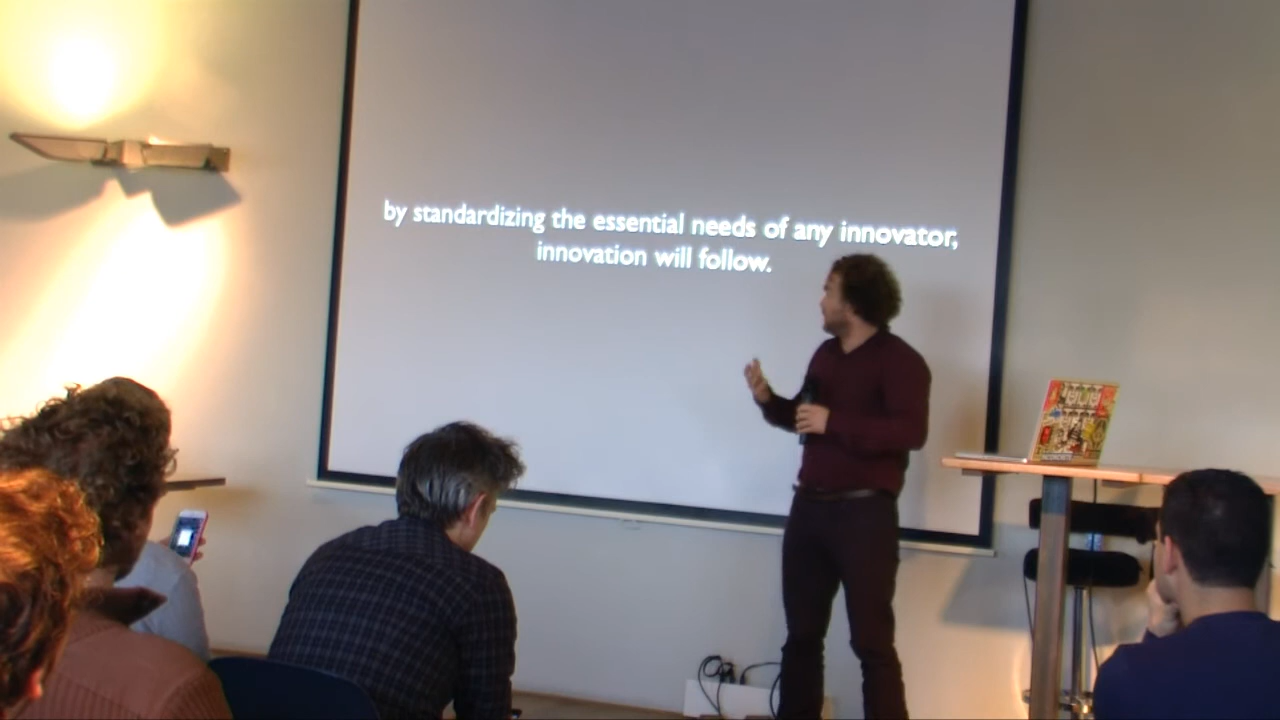 by standardizing the essential needs of any innovator,
innovation will follow.